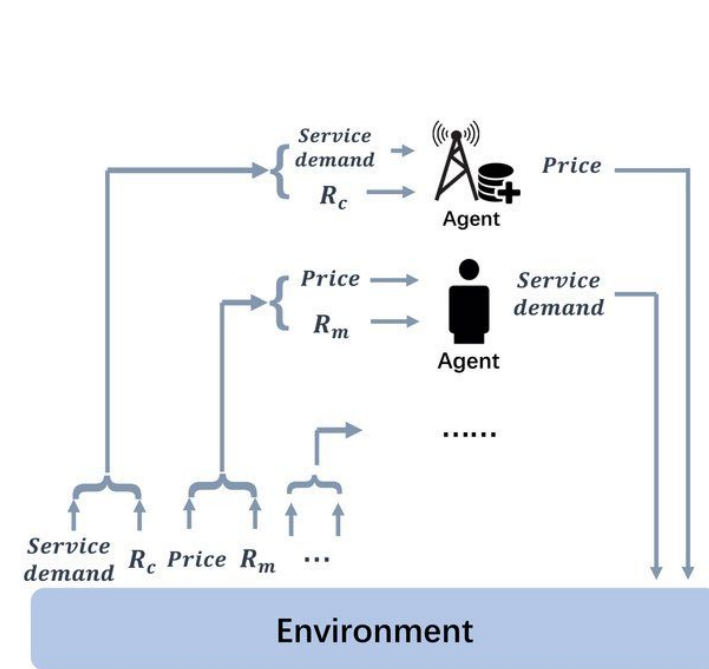 Service
demand
R_c
Agent
Price
Price
R_m
Agent
Service
demand
......
Service
demand
R_c
Price
R_m
...
Environment